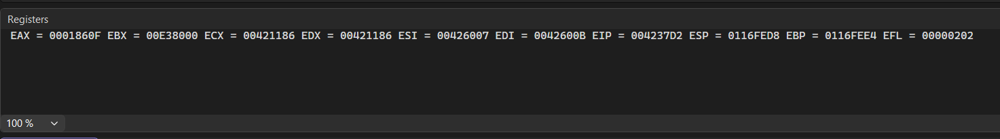 Registers
EAX = 0001860F EBX = 00E38000 ECX = 00421186 EDX = 00421186 ESI = 00426007 EDI = 0042600B EIP = 004237D2 ESP = 0116FED8 EBP = 0116FEE4 EFL = 00000202
100 %